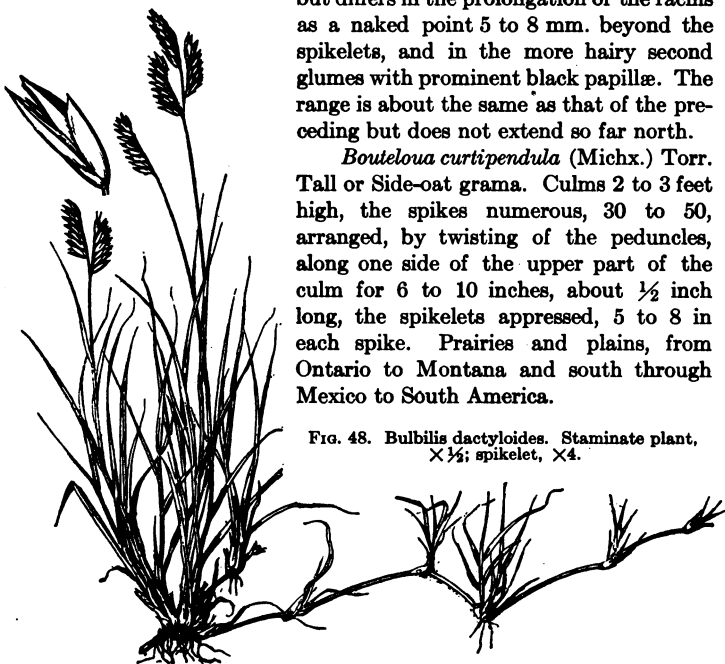 but differs in the prolongation of the rachis
as a naked point 5 to 8 mm. beyond the
spikelets, and in the more hairy second
glumes with prominent black papillæ. The
range is about the same as that of the pre-
ceding but does not extend so far north.
Bouteloua curtipendula (Michx.) Torr.
Tall or Side-oat grama. Culms 2 to 3 feet
high, the spikes numerous, 30 to 50,
arranged, by twisting of the peduncles,
along one side of the upper part of the
culm for 6 to 10 inches, about ½ inch
long, the spikelets appressed, 5 to 8 in
each spike. Prairies and plains, from
Ontario to Montana and south through
Mexico to South America.
FIG. 48. Bulbilis dactyloides. Staminate plant,
×½; spikelet, ×4.